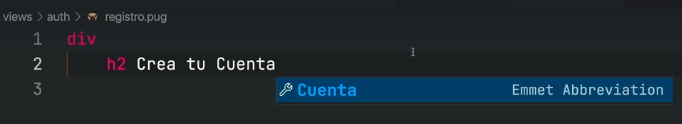 views > auth > registro.pug
1 div
2 h2 Crea tu Cuenta
3
Cuenta Emmet Abbreviation